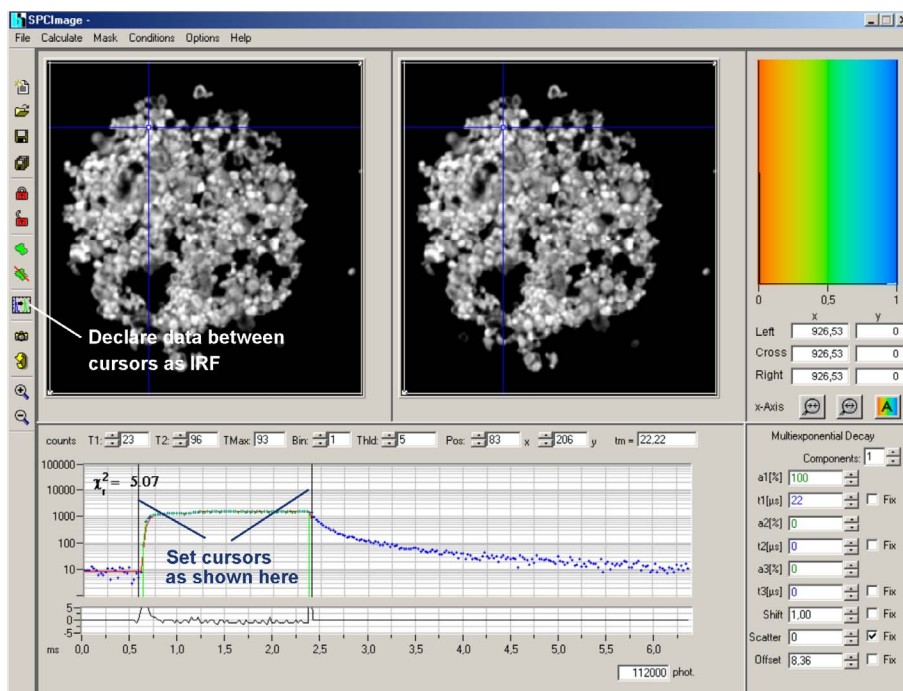 SPCImage -
File Calculate Mask Conditions Options Help
Declare data between
cursors as IRF
0 0,5 1
x y
Left 926,53 0
Cross 926,53 0
Right 926,53 0
x-Axis A
counts T1: 23 T2: 96 TMax: 93 Bin: 1 Thld: 5 Pos: 83 x 206 y tm = 22,22
100000
10000
1000
100
10
χr² = 5.07
Set cursors
as shown here
5
0
-5
ms 0,0 0,5 1,0 1,5 2,0 2,5 3,0 3,5 4,0 4,5 5,0 5,5 6,0
112000 phot.
Multiexponential Decay
Components: 1
a1[%] 100
t1[µs] 22 Fix
a2[%] 0
t2[µs] 0 Fix
a3[%] 0
t3[µs] 0 Fix
Shift 1,00 Fix
Scatter 0 Fix
Offset 8,36 Fix